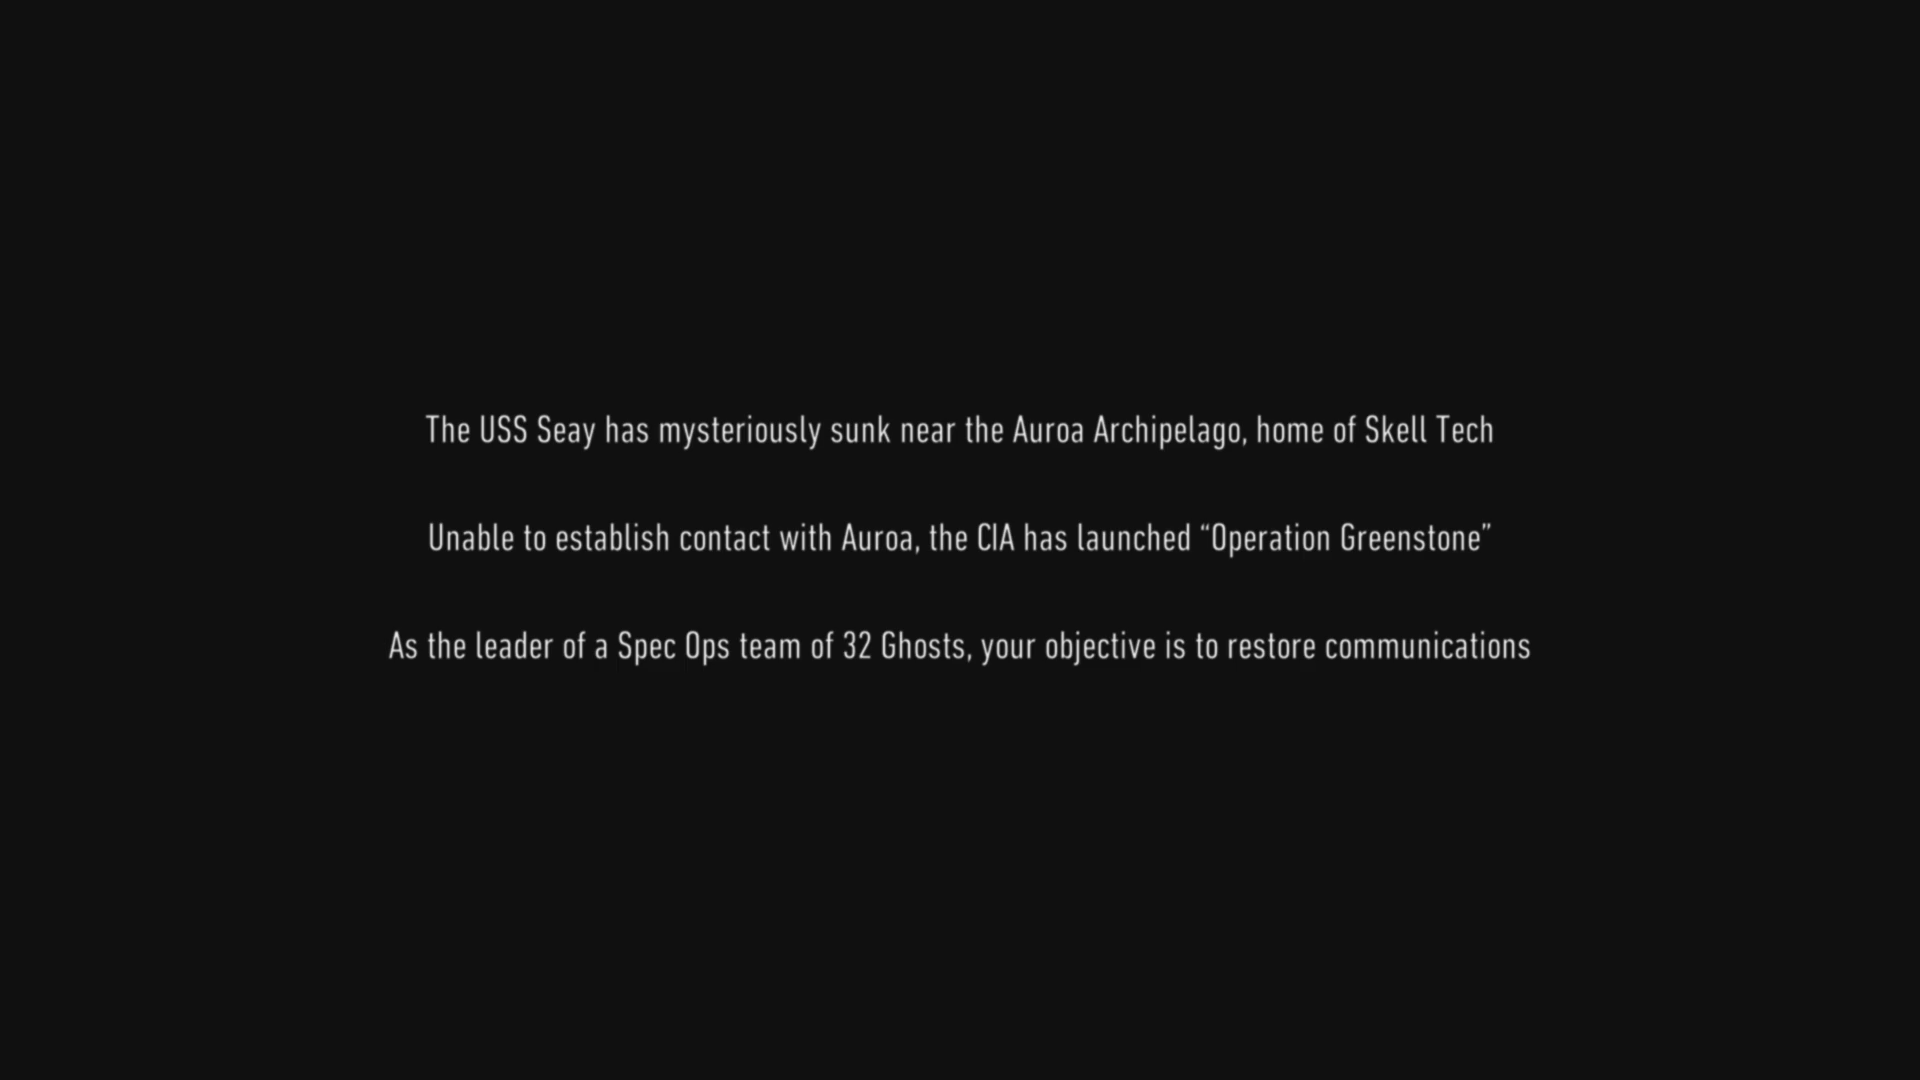 The USS Seay has mysteriously sunk near the Auroa Archipelago, home of Skell Tech
Unable to establish contact with Auroa, the CIA has launched “Operation Greenstone”
As the leader of a Spec Ops team of 32 Ghosts, your objective is to restore communications